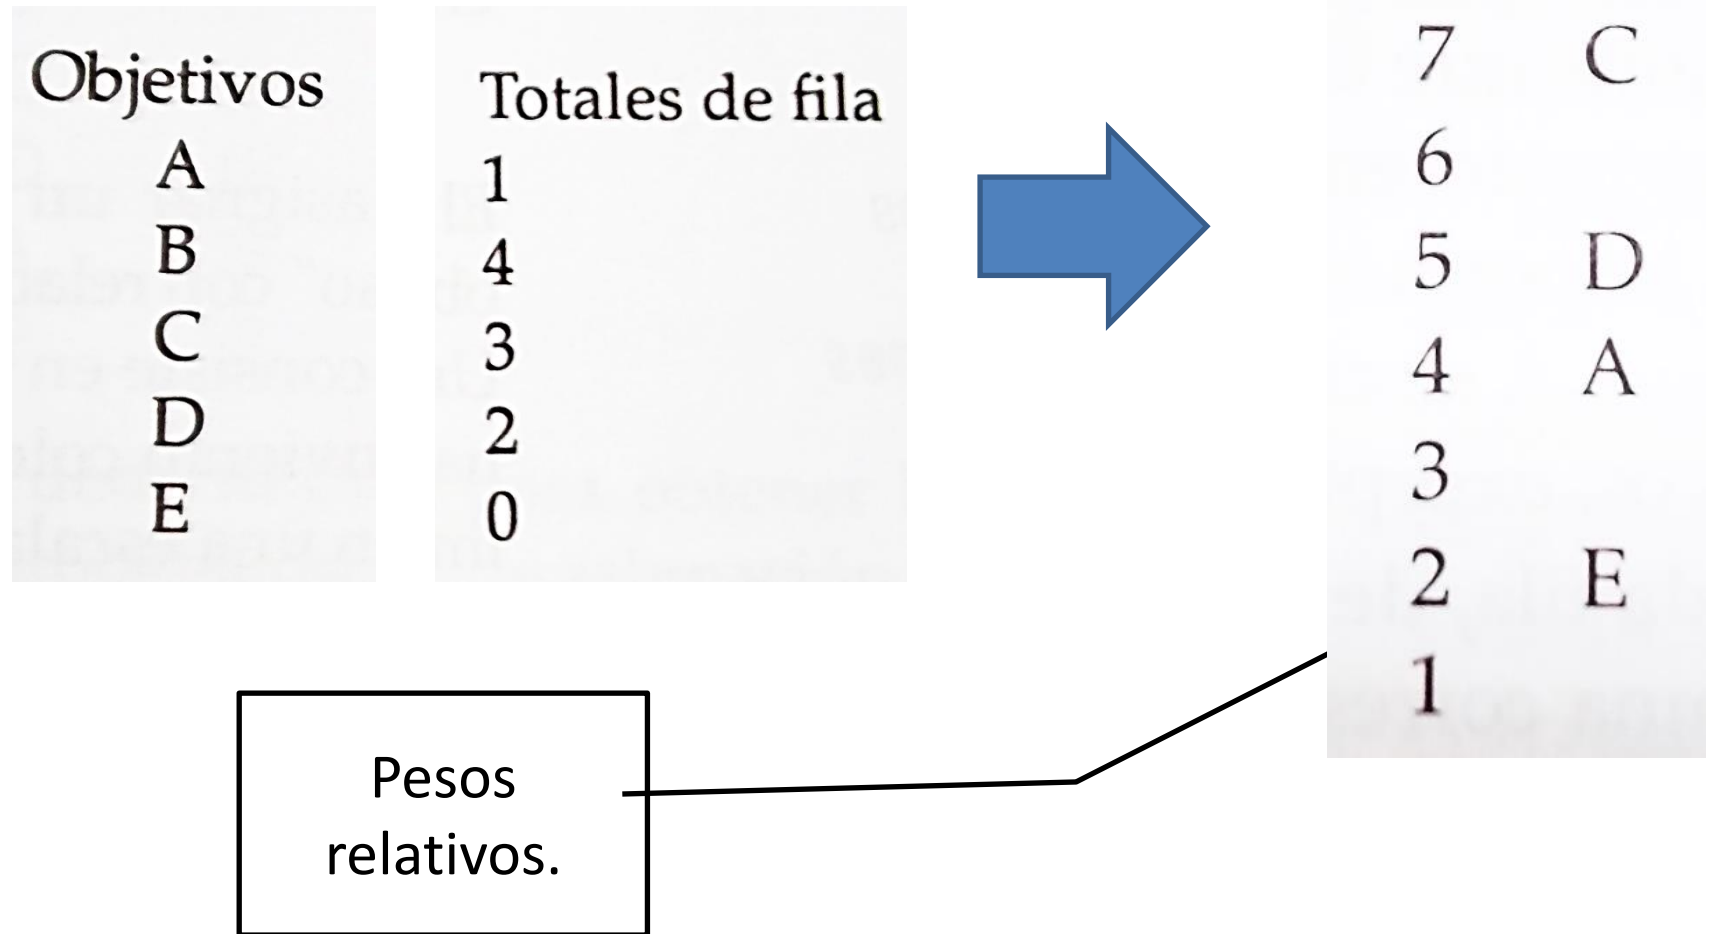 Objetivos
A
B
C
D
E
Totales de fila
1
4
3
2
0
7 C
6
5 D
4 A
3
2 E
1
Pesos
relativos.